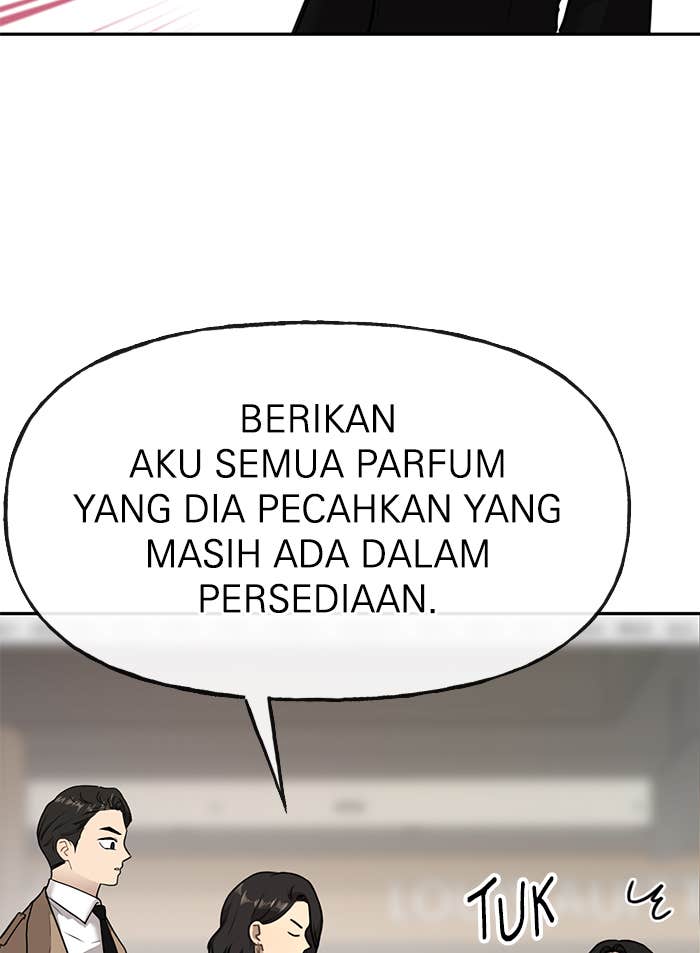 BERIKAN
AKU SEMUA PARFUM
YANG DIA PECAHKAN YANG
MASIH ADA DALAM
PERSEDIAAN.
TUK